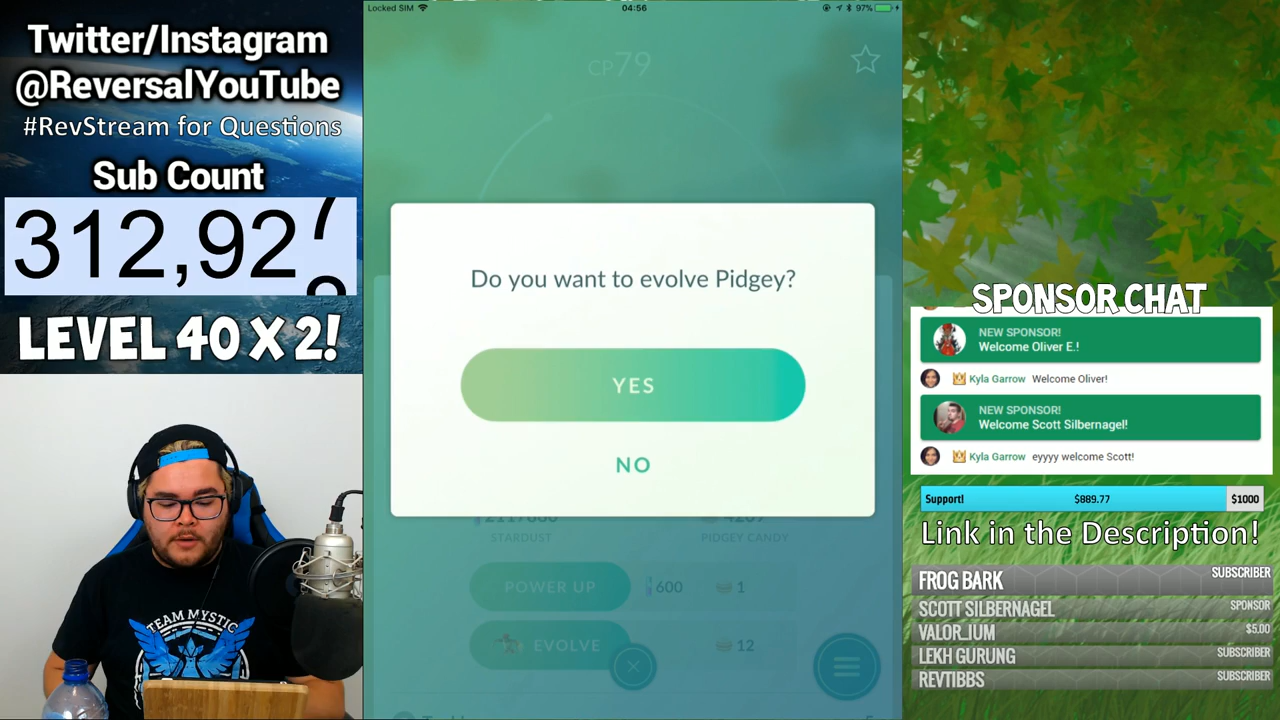 Twitter/Instagram
@ReversalYouTube
#RevStream for Questions
Sub Count
312,92
LEVEL 40 X 2!
TEAM MYSTIC
Locked SIM
04:56
97%
CP79
Do you want to evolve Pidgey?
YES
NO
STARDUST
PIDGEY CANDY
POWER UP
600
1
EVOLVE
12
SPONSOR CHAT
NEW SPONSOR!
Welcome Oliver E.!
Kyla Garrow Welcome Oliver!
NEW SPONSOR!
Welcome Scott Silbernagel!
Kyla Garrow eyyyy welcome Scott!
Support! $889.77 $1000
Link in the Description!
FROG BARK SUBSCRIBER
SCOTT SILBERNAGEL SPONSOR
VALOR_IUM $5.00
LEKH GURUNG SUBSCRIBER
REVTIBBS SUBSCRIBER